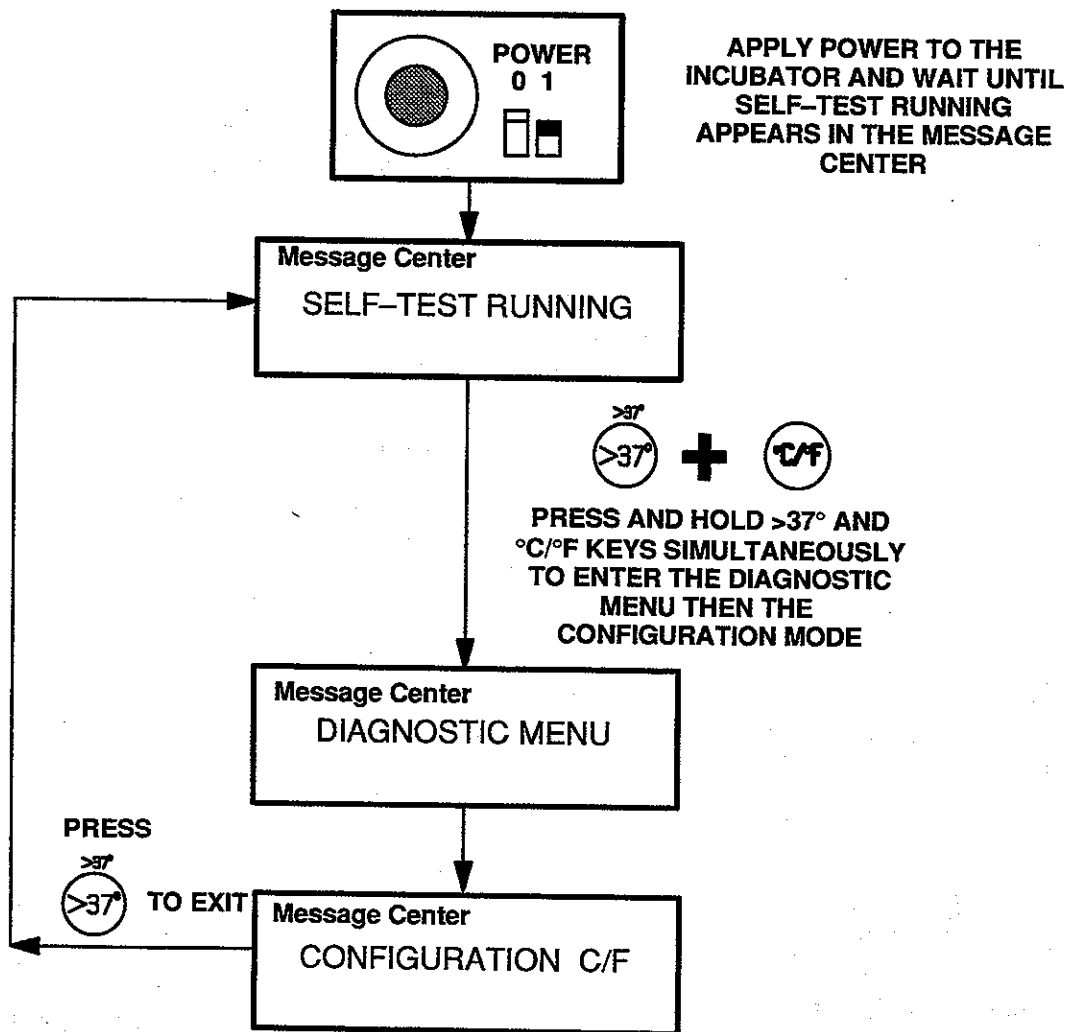 POWER
0 1
APPLY POWER TO THE
INCUBATOR AND WAIT UNTIL
SELF–TEST RUNNING
APPEARS IN THE MESSAGE
CENTER
Message Center
SELF–TEST RUNNING
>37°
>37°
°C/°F
PRESS AND HOLD >37° AND
°C/°F KEYS SIMULTANEOUSLY
TO ENTER THE DIAGNOSTIC
MENU THEN THE
CONFIGURATION MODE
Message Center
DIAGNOSTIC MENU
PRESS
>37°
>37°
TO EXIT
Message Center
CONFIGURATION C/F